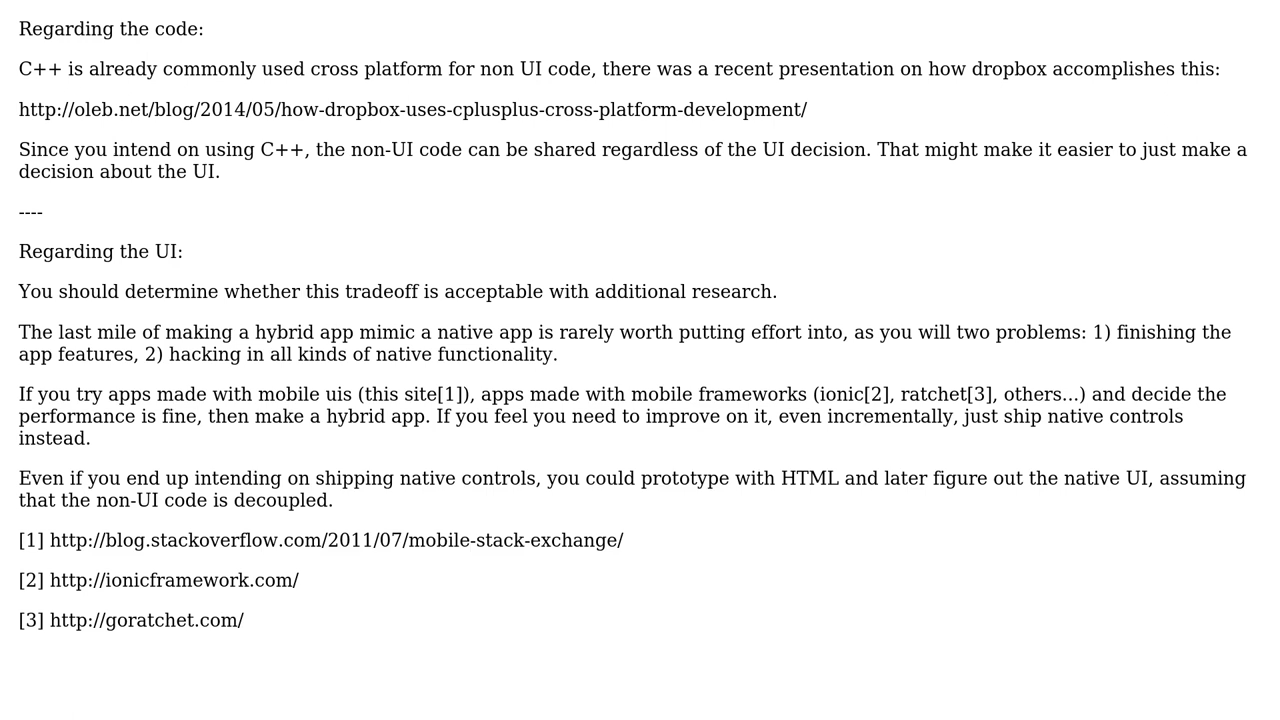 Regarding the code:
C++ is already commonly used cross platform for non UI code, there was a recent presentation on how dropbox accomplishes this:
http://oleb.net/blog/2014/05/how-dropbox-uses-cplusplus-cross-platform-development/
Since you intend on using C++, the non-UI code can be shared regardless of the UI decision. That might make it easier to just make a
decision about the UI.
----
Regarding the UI:
You should determine whether this tradeoff is acceptable with additional research.
The last mile of making a hybrid app mimic a native app is rarely worth putting effort into, as you will two problems: 1) finishing the
app features, 2) hacking in all kinds of native functionality.
If you try apps made with mobile uis (this site[1]), apps made with mobile frameworks (ionic[2], ratchet[3], others...) and decide the
performance is fine, then make a hybrid app. If you feel you need to improve on it, even incrementally, just ship native controls
instead.
Even if you end up intending on shipping native controls, you could prototype with HTML and later figure out the native UI, assuming
that the non-UI code is decoupled.
[1] http://blog.stackoverflow.com/2011/07/mobile-stack-exchange/
[2] http://ionicframework.com/
[3] http://goratchet.com/